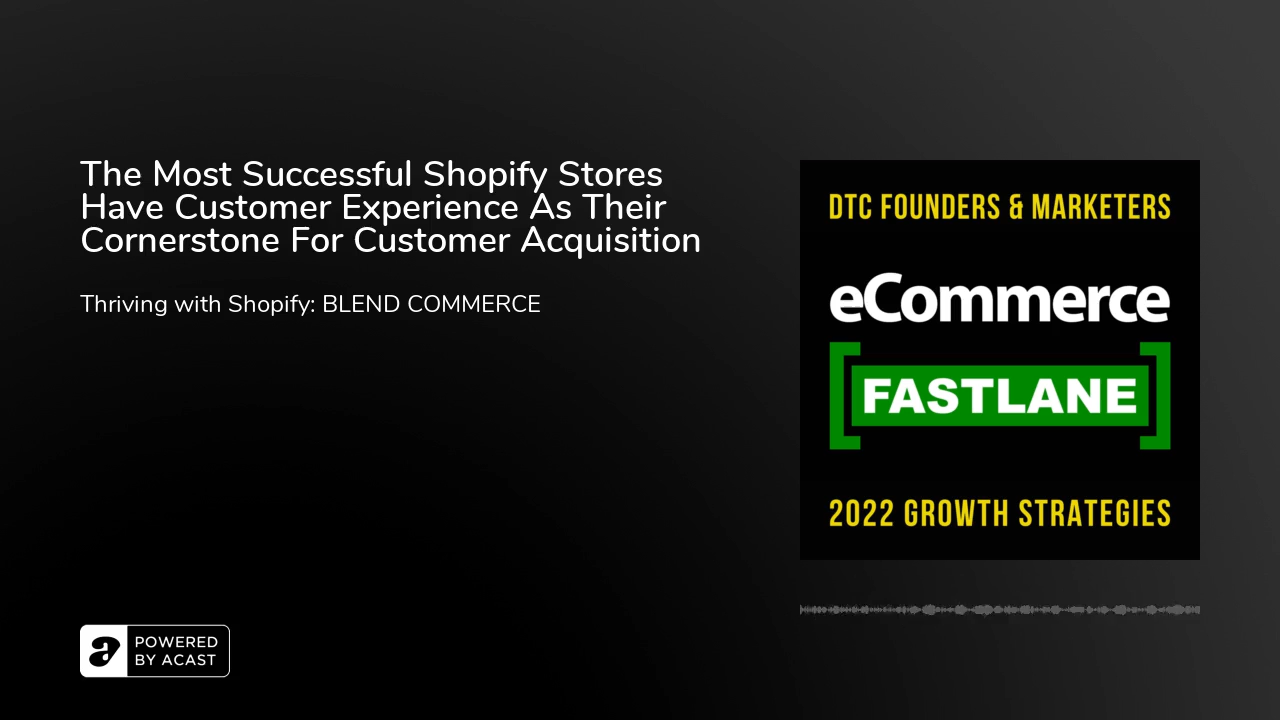 The Most Successful Shopify Stores
Have Customer Experience As Their
Cornerstone For Customer Acquisition
Thriving with Shopify: BLEND COMMERCE
DTC FOUNDERS & MARKETERS
eCommerce
FASTLANE
2022 GROWTH STRATEGIES
a
POWERED
BY ACAST